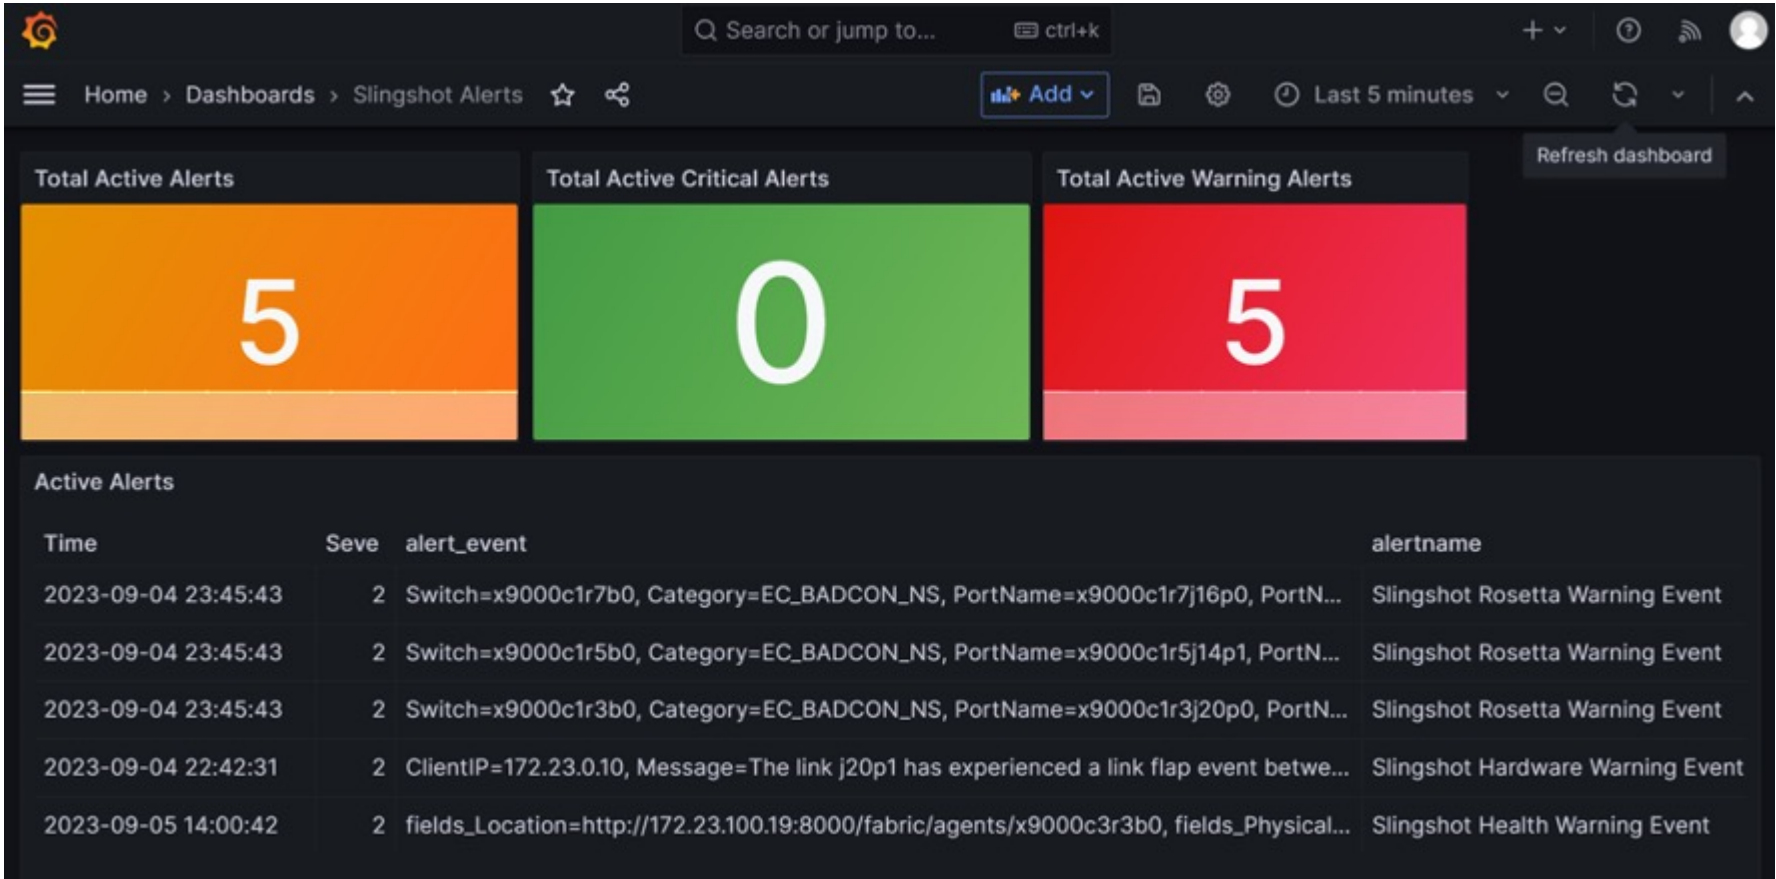 Search or jump to... ctrl+k
Home › Dashboards › Slingshot Alerts Add Last 5 minutes
Refresh dashboard
Total Active Alerts Total Active Critical Alerts Total Active Warning Alerts
5 0 5
Active Alerts
Time Seve alert_event alertname
2023-09-04 23:45:43 2 Switch=x9000c1r7b0, Category=EC_BADCON_NS, PortName=x9000c1r7j16p0, PortN... Slingshot Rosetta Warning Event
2023-09-04 23:45:43 2 Switch=x9000c1r5b0, Category=EC_BADCON_NS, PortName=x9000c1r5j14p1, PortN... Slingshot Rosetta Warning Event
2023-09-04 23:45:43 2 Switch=x9000c1r3b0, Category=EC_BADCON_NS, PortName=x9000c1r3j20p0, PortN... Slingshot Rosetta Warning Event
2023-09-04 22:42:31 2 ClientIP=172.23.0.10, Message=The link j20p1 has experienced a link flap event betwe... Slingshot Hardware Warning Event
2023-09-05 14:00:42 2 fields_Location=http://172.23.100.19:8000/fabric/agents/x9000c3r3b0, fields_Physical... Slingshot Health Warning Event